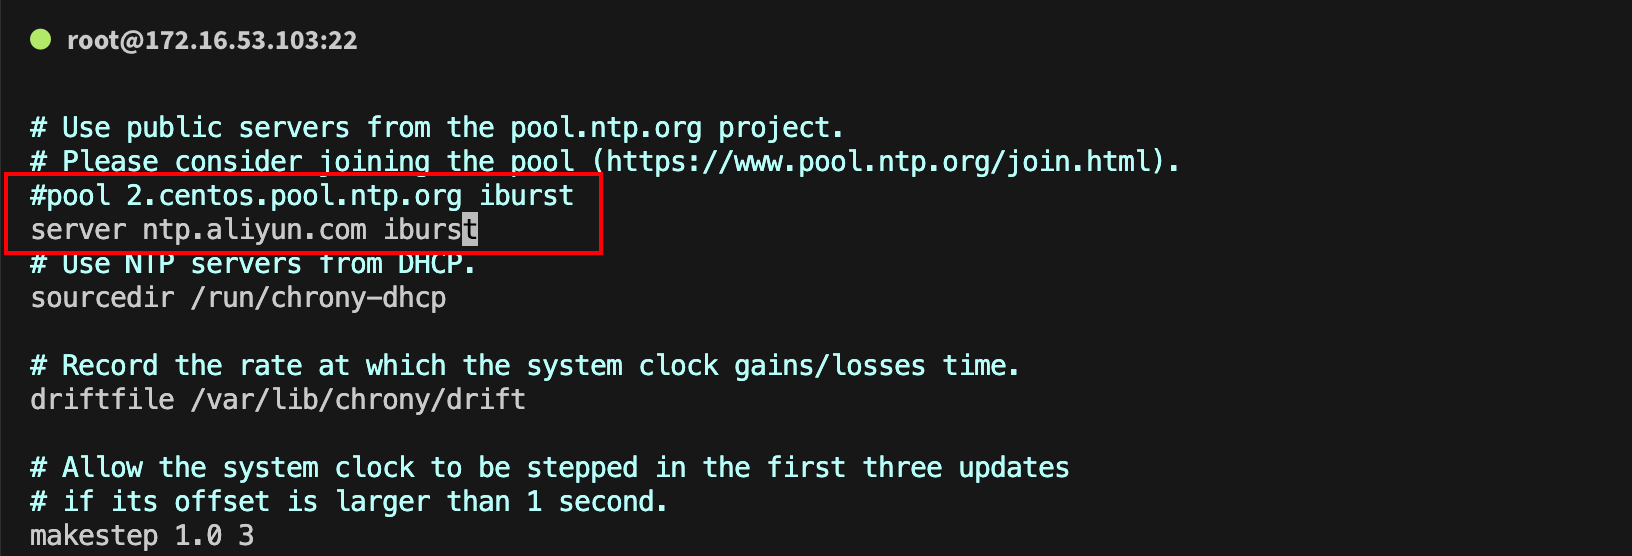 root@172.16.53.103:22
# Use public servers from the pool.ntp.org project.
# Please consider joining the pool (https://www.pool.ntp.org/join.html).
#pool 2.centos.pool.ntp.org iburst
server ntp.aliyun.com iburst
# Use NTP servers from DHCP.
sourcedir /run/chrony-dhcp
# Record the rate at which the system clock gains/losses time.
driftfile /var/lib/chrony/drift
# Allow the system clock to be stepped in the first three updates
# if its offset is larger than 1 second.
makestep 1.0 3